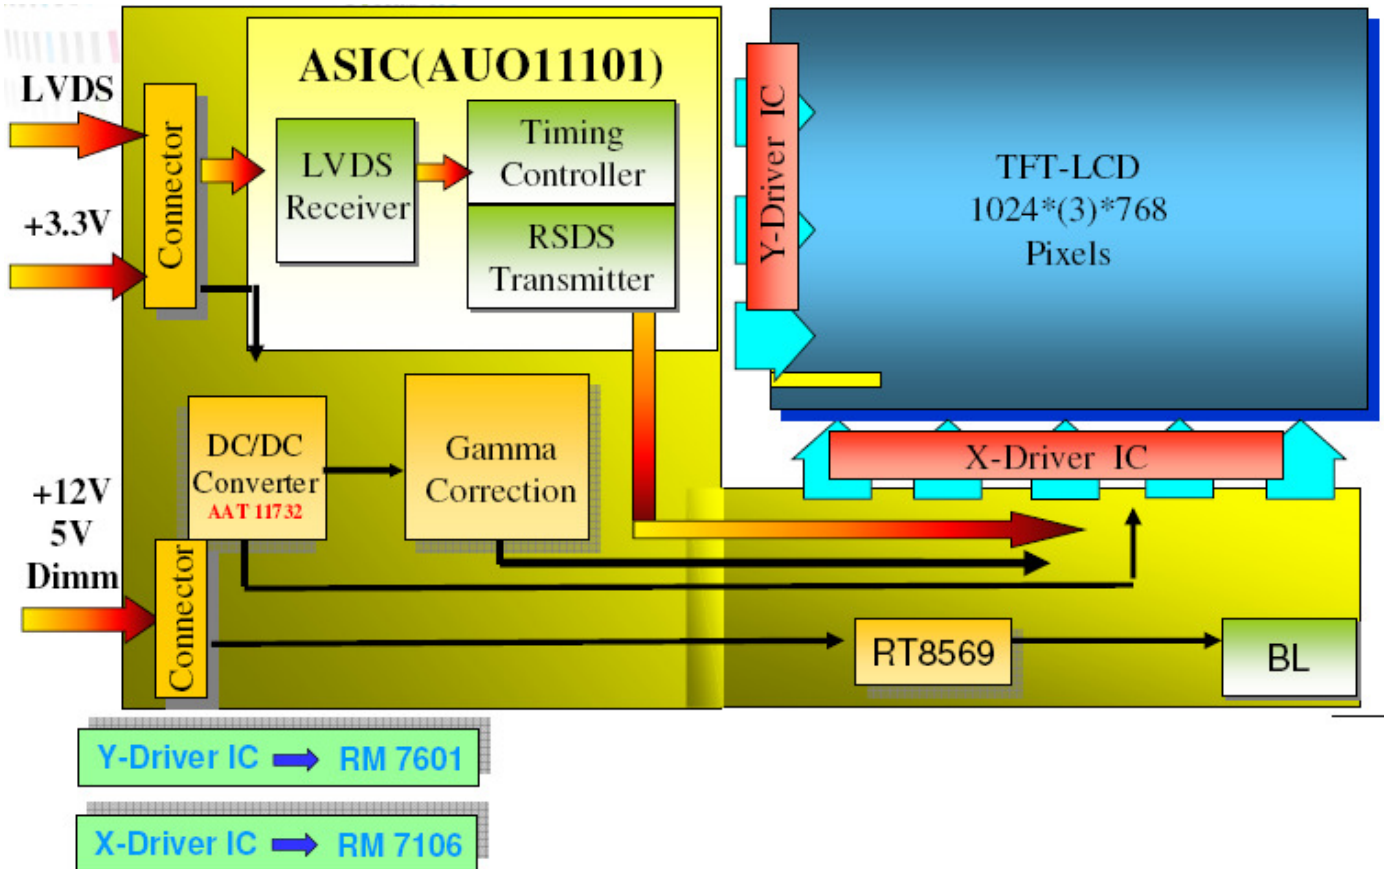 ASIC(AUO11101)
LVDS
Connector
LVDS
Receiver
Timing
Controller
RSDS
Transmitter
+3.3V
Y-Driver IC
TFT-LCD
1024*(3)*768
Pixels
X-Driver IC
DC/DC
Converter
AAT 11732
Gamma
Correction
+12V
5V
Dimm
Connector
RT8569
BL
Y-Driver IC RM 7601
X-Driver IC RM 7106